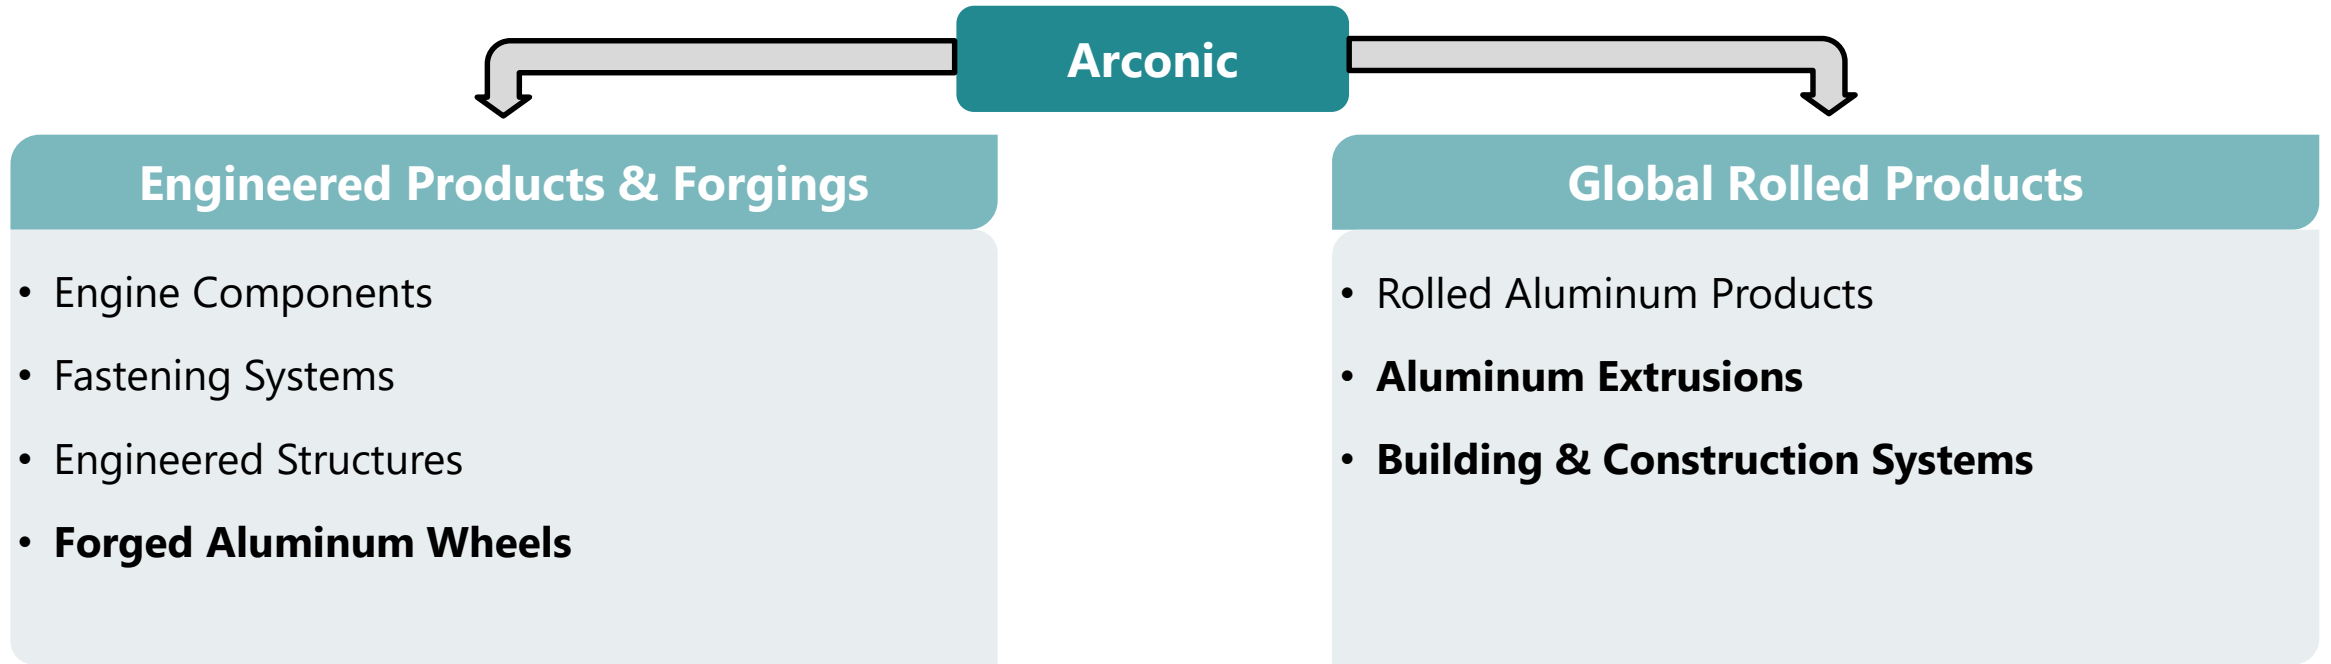 Arconic
Engineered Products & Forgings
• Engine Components
• Fastening Systems
• Engineered Structures
• Forged Aluminum Wheels
Global Rolled Products
• Rolled Aluminum Products
• Aluminum Extrusions
• Building & Construction Systems